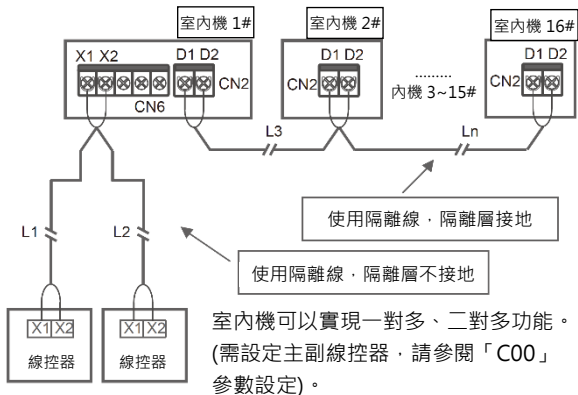 室內機 1#
室內機 2#
室內機 16#
X1 X2
D1 D2
CN2
CN6
D1 D2
CN2
.........
內機 3~15#
D1 D2
CN2
L3
Ln
使用隔離線，隔離層接地
L1
L2
使用隔離線，隔離層不接地
X1 X2
線控器
X1 X2
線控器
室內機可以實現一對多、二對多功能。
(需設定主副線控器，請參閱「C00」
參數設定)。